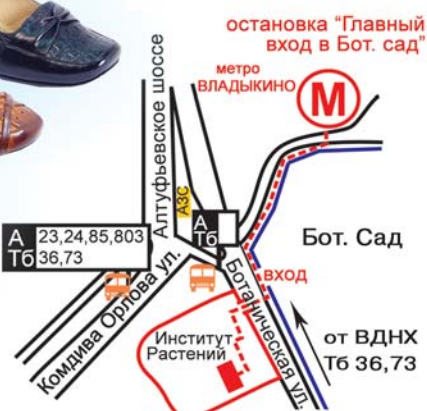 остановка “Главный
вход в Бот. сад”
метро
ВЛАДЫКИНО
М
Алтуфьевское шоссе
АЗС
А
Тб
А 23,24,85,803
Тб 36,73
Бот. Сад
вход
Комдива Орлова ул.
Ботаническая ул.
Институт
Растений
от ВДНХ
Тб 36,73